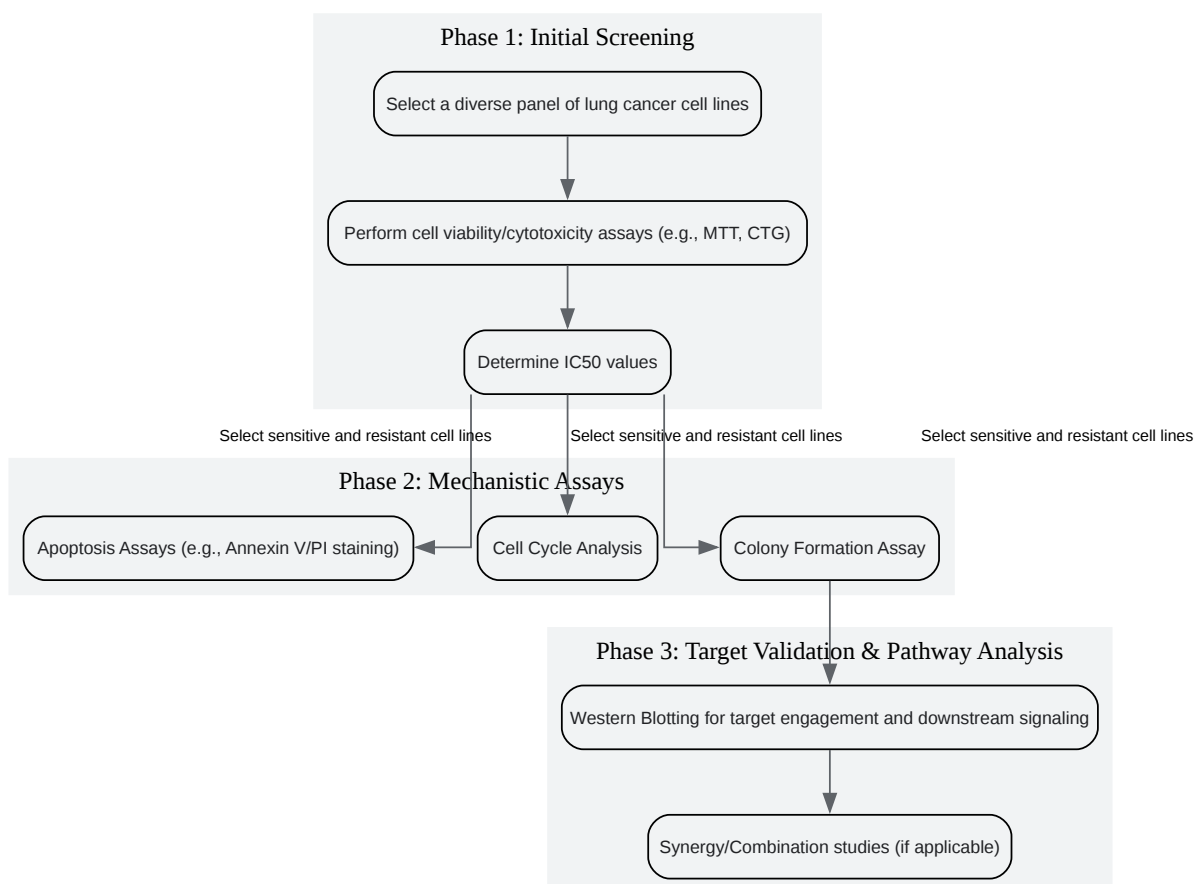 Phase 1: Initial Screening
Select a diverse panel of lung cancer cell lines
Perform cell viability/cytotoxicity assays (e.g., MTT, CTG)
Determine IC50 values
Select sensitive and resistant cell lines
Select sensitive and resistant cell lines
Select sensitive and resistant cell lines
Phase 2: Mechanistic Assays
Apoptosis Assays (e.g., Annexin V/PI staining)
Cell Cycle Analysis
Colony Formation Assay
Phase 3: Target Validation & Pathway Analysis
Western Blotting for target engagement and downstream signaling
Synergy/Combination studies (if applicable)